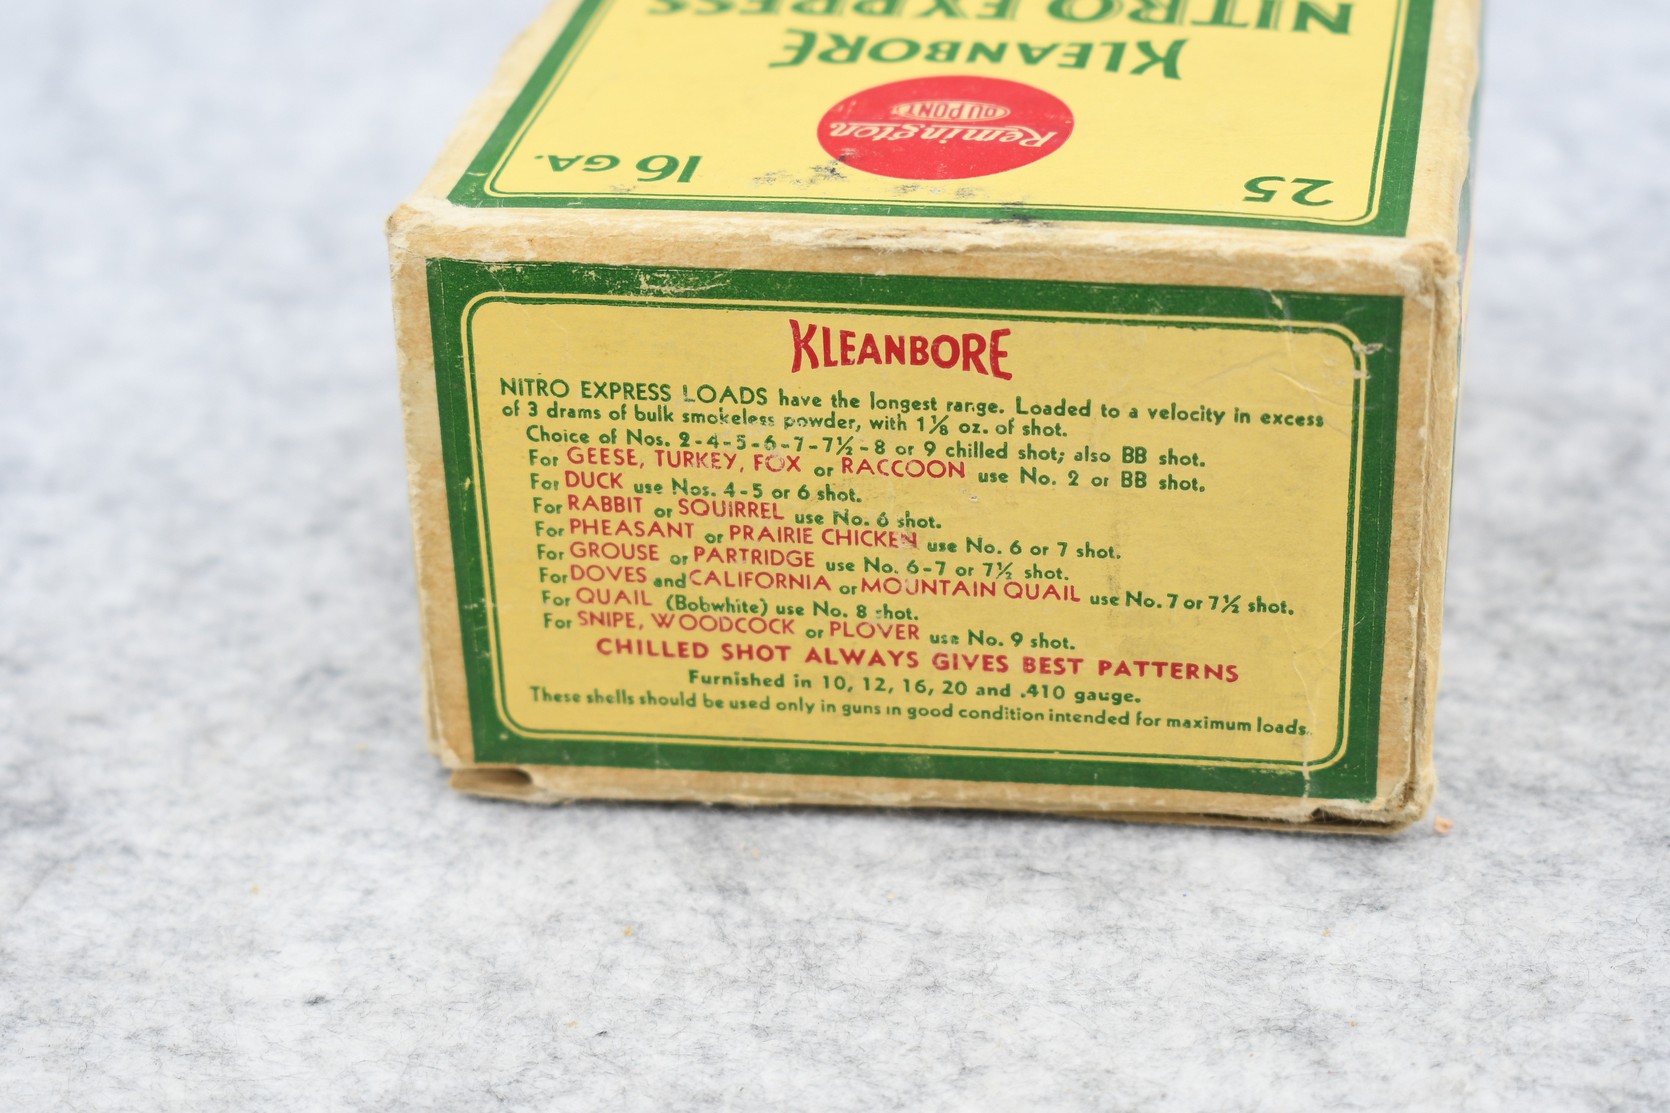 NITRO EXPRESS
KLEANBORE
Remington
DU PONT
25
16 GA.
KLEANBORE
NITRO EXPRESS LOADS have the longest range. Loaded to a velocity in excess
of 3 drams of bulk smokeless powder, with 1⅛ oz. of shot.
Choice of Nos. 2-4-5-6-7-7½-8 or 9 chilled shot; also BB shot.
For GEESE, TURKEY, FOX or RACCOON use No. 2 or BB shot.
For DUCK use Nos. 4-5 or 6 shot.
For RABBIT or SQUIRREL use No. 6 shot.
For PHEASANT or PRAIRIE CHICKEN use No. 6 or 7 shot.
For GROUSE or PARTRIDGE use No. 6-7 or 7½ shot.
For DOVES and CALIFORNIA or MOUNTAIN QUAIL use No. 7 or 7½ shot.
For QUAIL (Bobwhite) use No. 8 shot.
For SNIPE, WOODCOCK or PLOVER use No. 9 shot.
CHILLED SHOT ALWAYS GIVES BEST PATTERNS
Furnished in 10, 12, 16, 20 and .410 gauge.
These shells should be used only in guns in good condition intended for maximum loads.